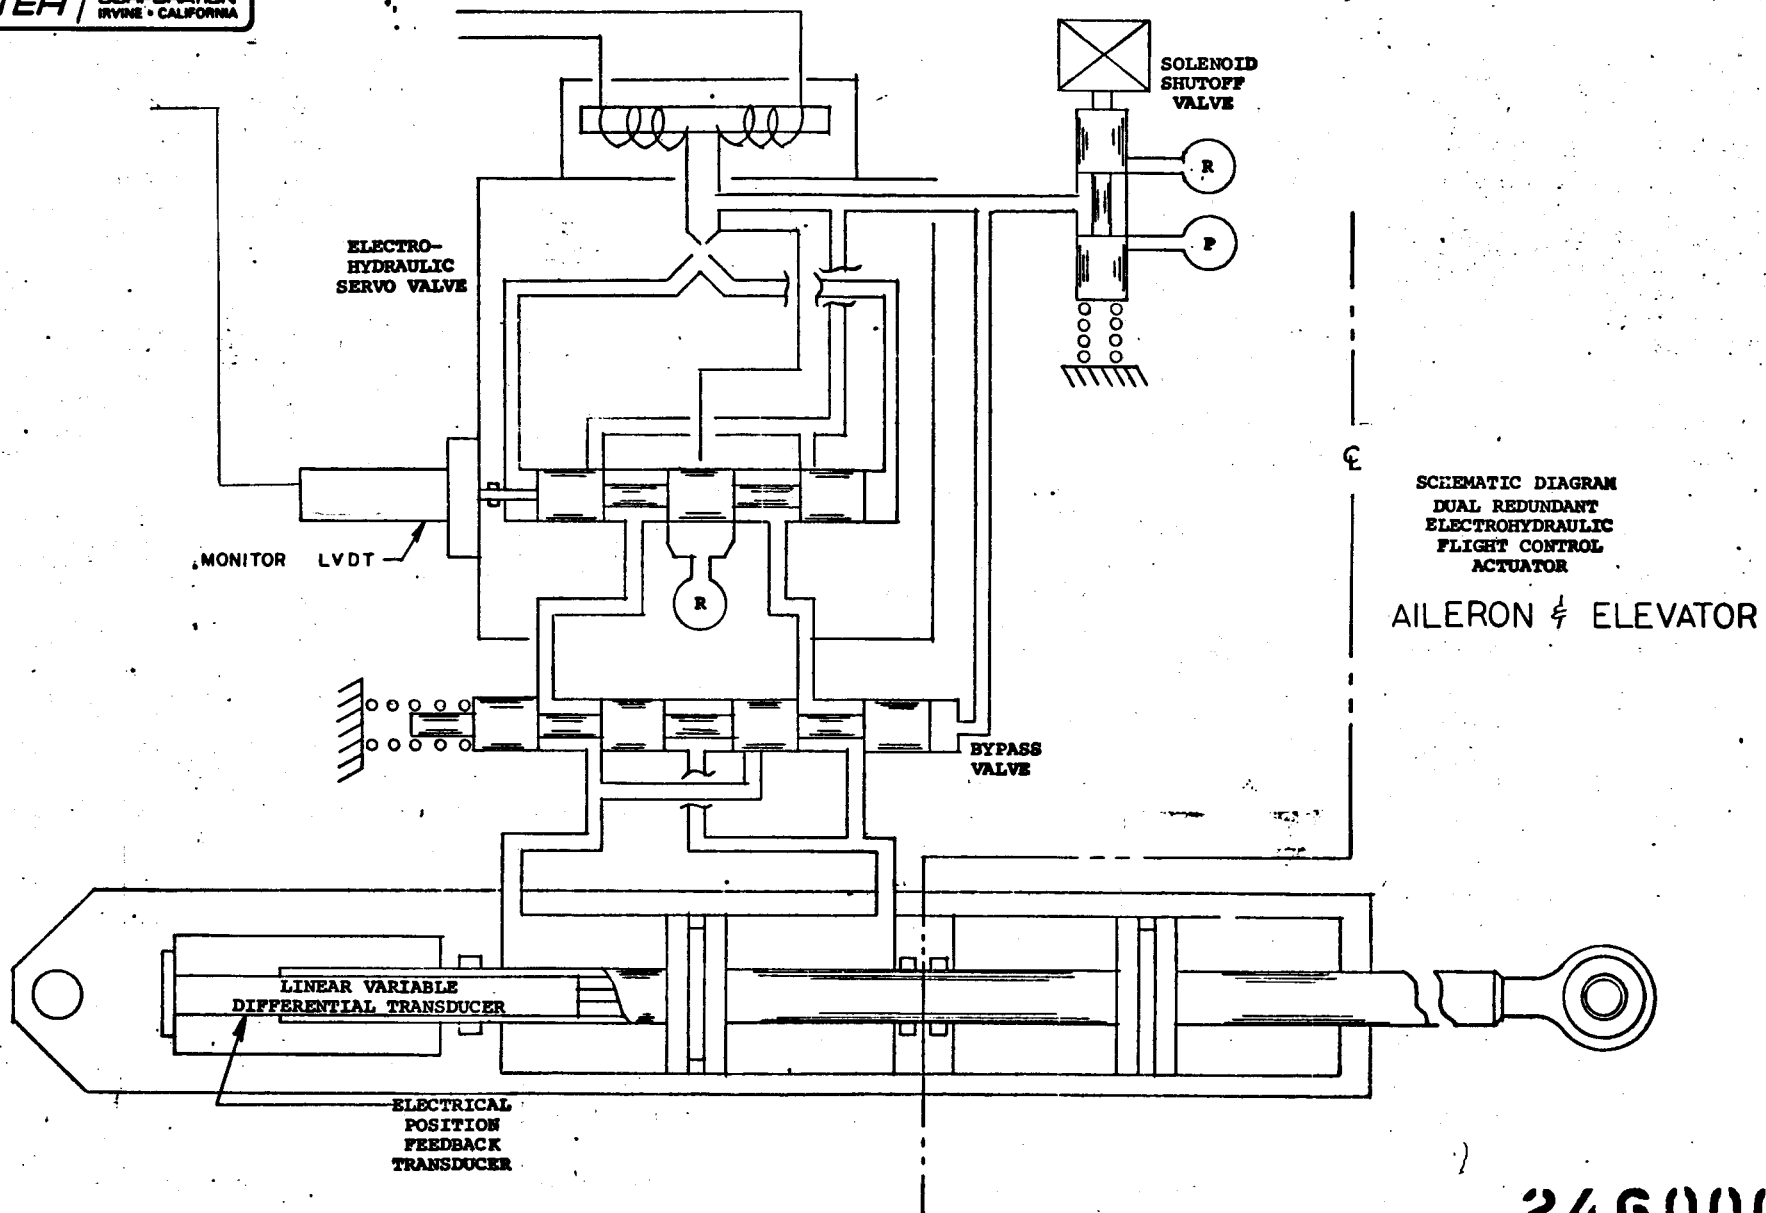 IRVINE • CALIFORNIA
SOLENOID
SHUTOFF
VALVE
R
P
ELECTRO-
HYDRAULIC
SERVO VALVE
MONITOR LVDT
R
℄
SCHEMATIC DIAGRAM
DUAL REDUNDANT
ELECTROHYDRAULIC
FLIGHT CONTROL
ACTUATOR
AILERON & ELEVATOR
BYPASS
VALVE
LINEAR VARIABLE
DIFFERENTIAL TRANSDUCER
ELECTRICAL
POSITION
FEEDBACK
TRANSDUCER